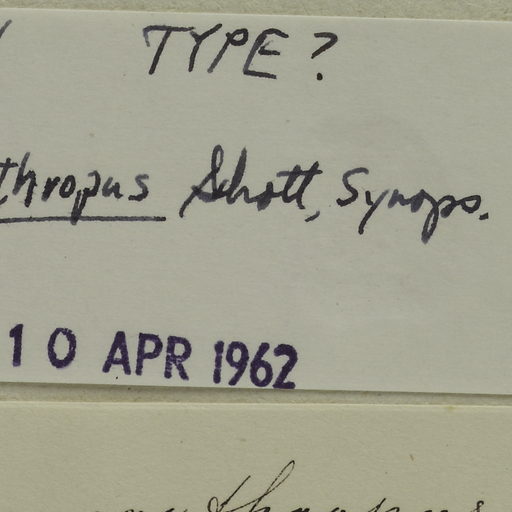 TYPE?
thropus Schott, Synops.
10 APR 1962